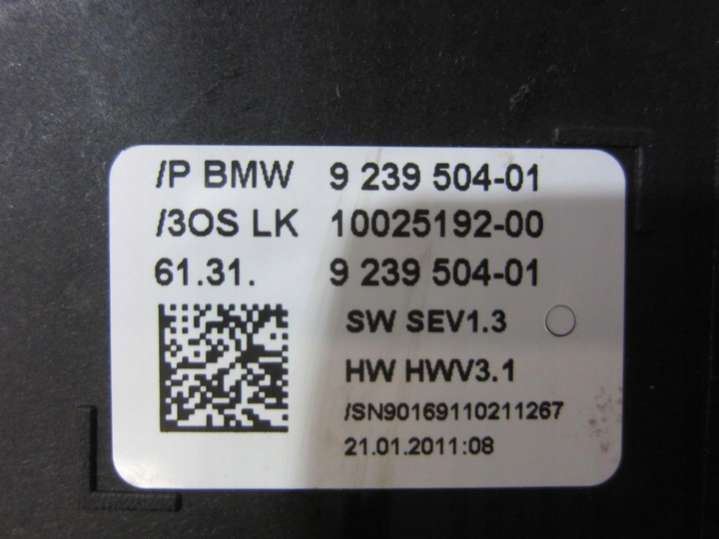 /P BMW 9 239 504-01
/3OS LK 10025192-00
61.31. 9 239 504-01
SW SEV1.3
HW HWV3.1
/SN90169110211267
21.01.2011:08